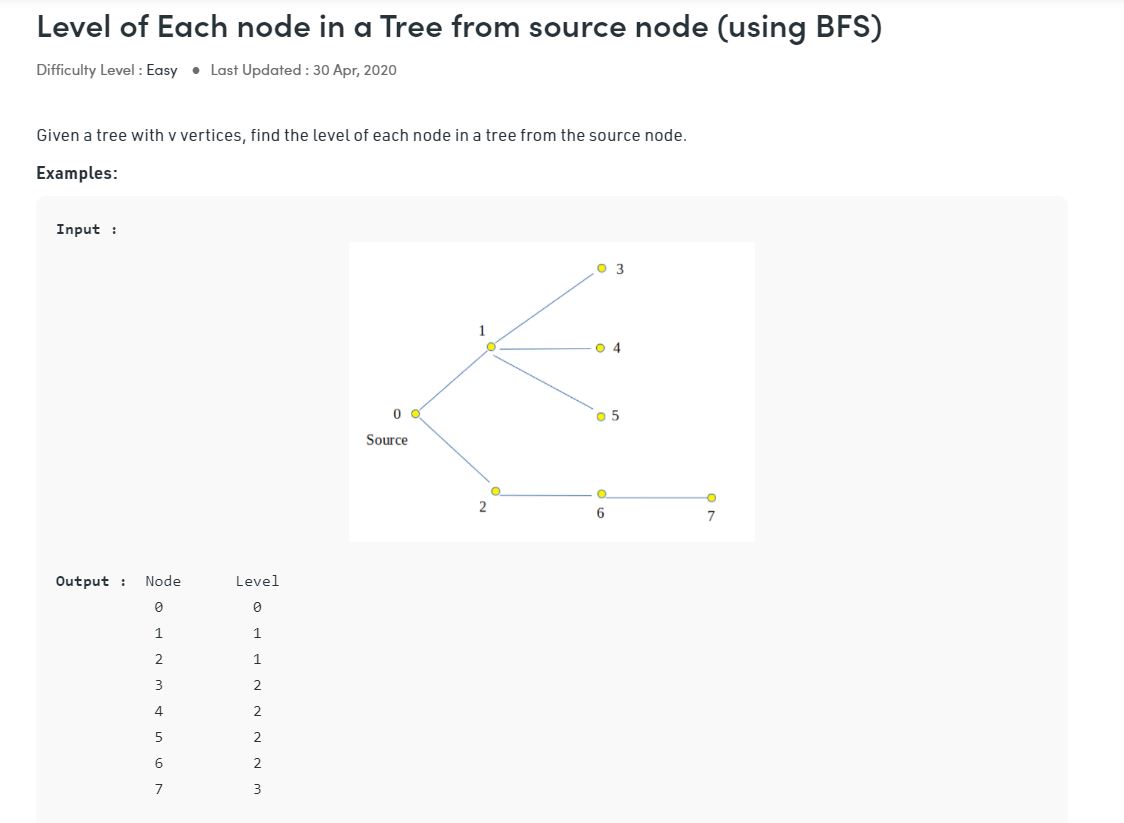 Level of Each node in a Tree from source node (using BFS)
Difficulty Level : Easy ● Last Updated : 30 Apr, 2020
Given a tree with v vertices, find the level of each node in a tree from the source node.
Examples:
Input :
3
1
4
0
5
Source
2
6
7
Output : Node Level
0 0
1 1
2 1
3 2
4 2
5 2
6 2
7 3